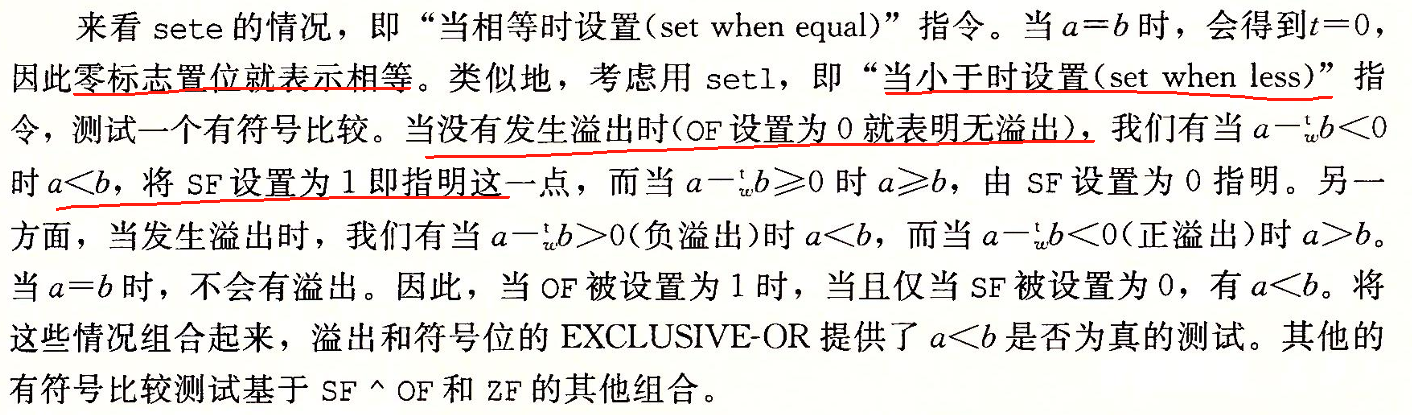 来看 sete 的情况，即“当相等时设置(set when equal)”指令。当 a=b 时，会得到t=0，
因此零标志置位就表示相等。类似地，考虑用 setl，即“当小于时设置(set when less)”指
令，测试一个有符号比较。当没有发生溢出时(OF 设置为 0 就表明无溢出)，我们有当 a-ᵗ_w b<0
时 a<b，将 SF 设置为 1 即指明这一点，而当 a-ᵗ_w b≥0 时 a≥b，由 SF 设置为 0 指明。另一
方面，当发生溢出时，我们有当 a-ᵗ_w b>0(负溢出)时 a<b，而当 a-ᵗ_w b<0(正溢出)时 a>b。
当 a=b 时，不会有溢出。因此，当 OF 被设置为 1 时，当且仅当 SF 被设置为 0，有 a<b。将
这些情况组合起来，溢出和符号位的 EXCLUSIVE-OR 提供了 a<b 是否为真的测试。其他的
有符号比较测试基于 SF ^ OF 和 ZF 的其他组合。